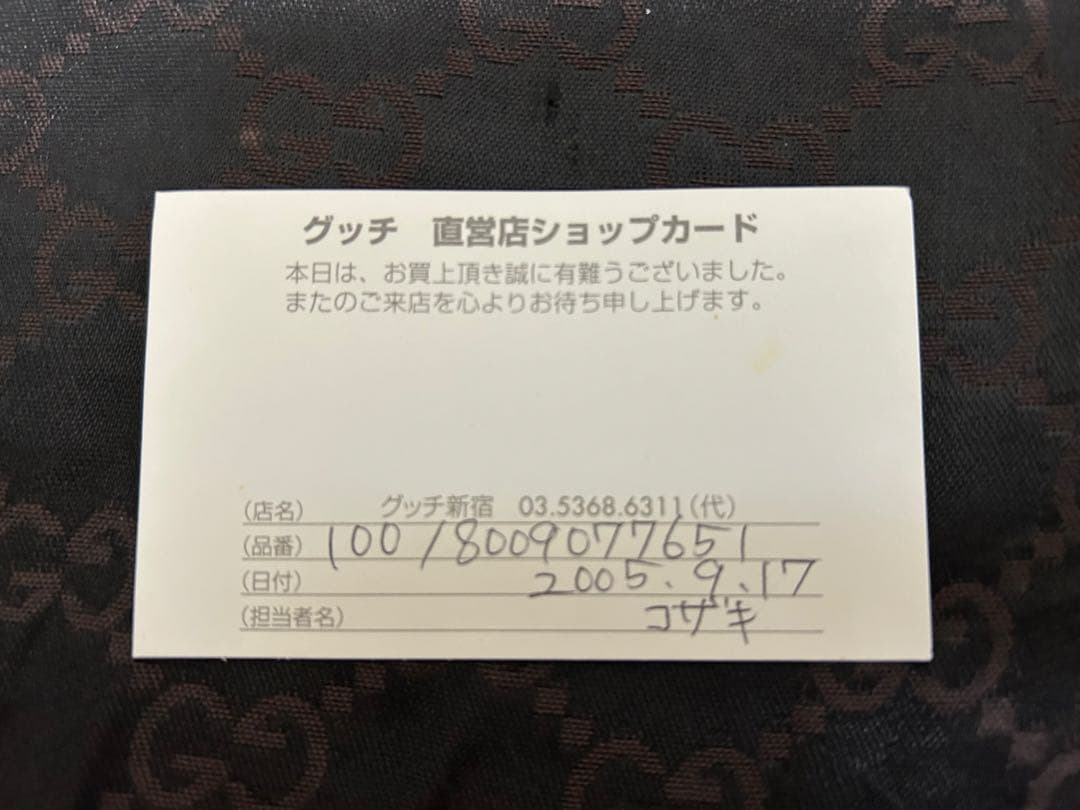 グッチ　直営店ショップカード
本日は、お買上頂き誠に有難うございました。
またのご来店を心よりお待ち申し上げます。
(店名)　グッチ新宿　03.5368.6311(代)
(品番)　100/8009077651
(日付)　2005.9.17
(担当者名)　コザキ